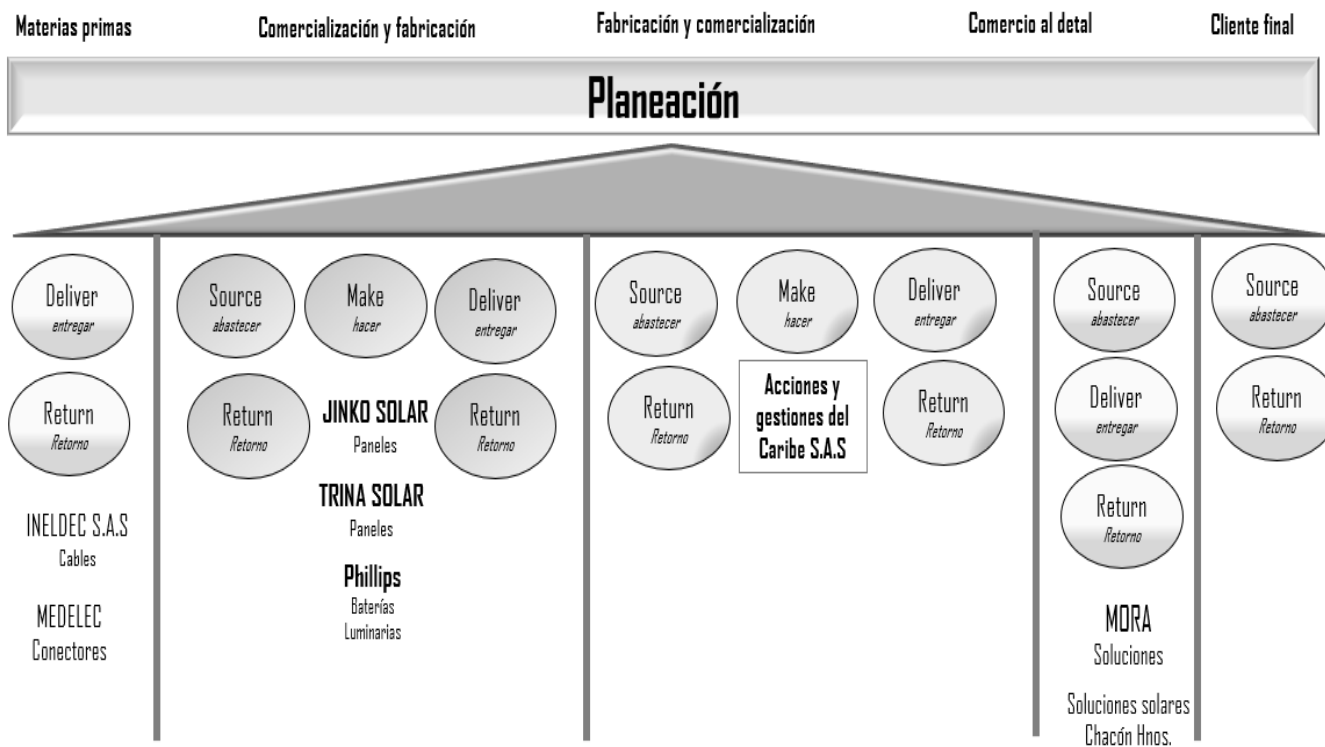 Materias primas
Comercialización y fabricación
Fabricación y comercialización
Comercio al detal
Cliente final
Planeación
Deliver
entregar
Return
Retorno
INELDEC S.A.S
Cables
MEDELEC
Conectores
Source
abastecer
Make
hacer
Deliver
entregar
Return
Retorno
JINKO SOLAR
Paneles
Return
Retorno
TRINA SOLAR
Paneles
Phillips
Baterías
Luminarias
Source
abastecer
Make
hacer
Deliver
entregar
Return
Retorno
Acciones y
gestiones del
Caribe S.A.S
Return
Retorno
Source
abastecer
Deliver
entregar
Return
Retorno
MORA
Soluciones
Soluciones solares
Chacón Hnos.
Source
abastecer
Return
Retorno